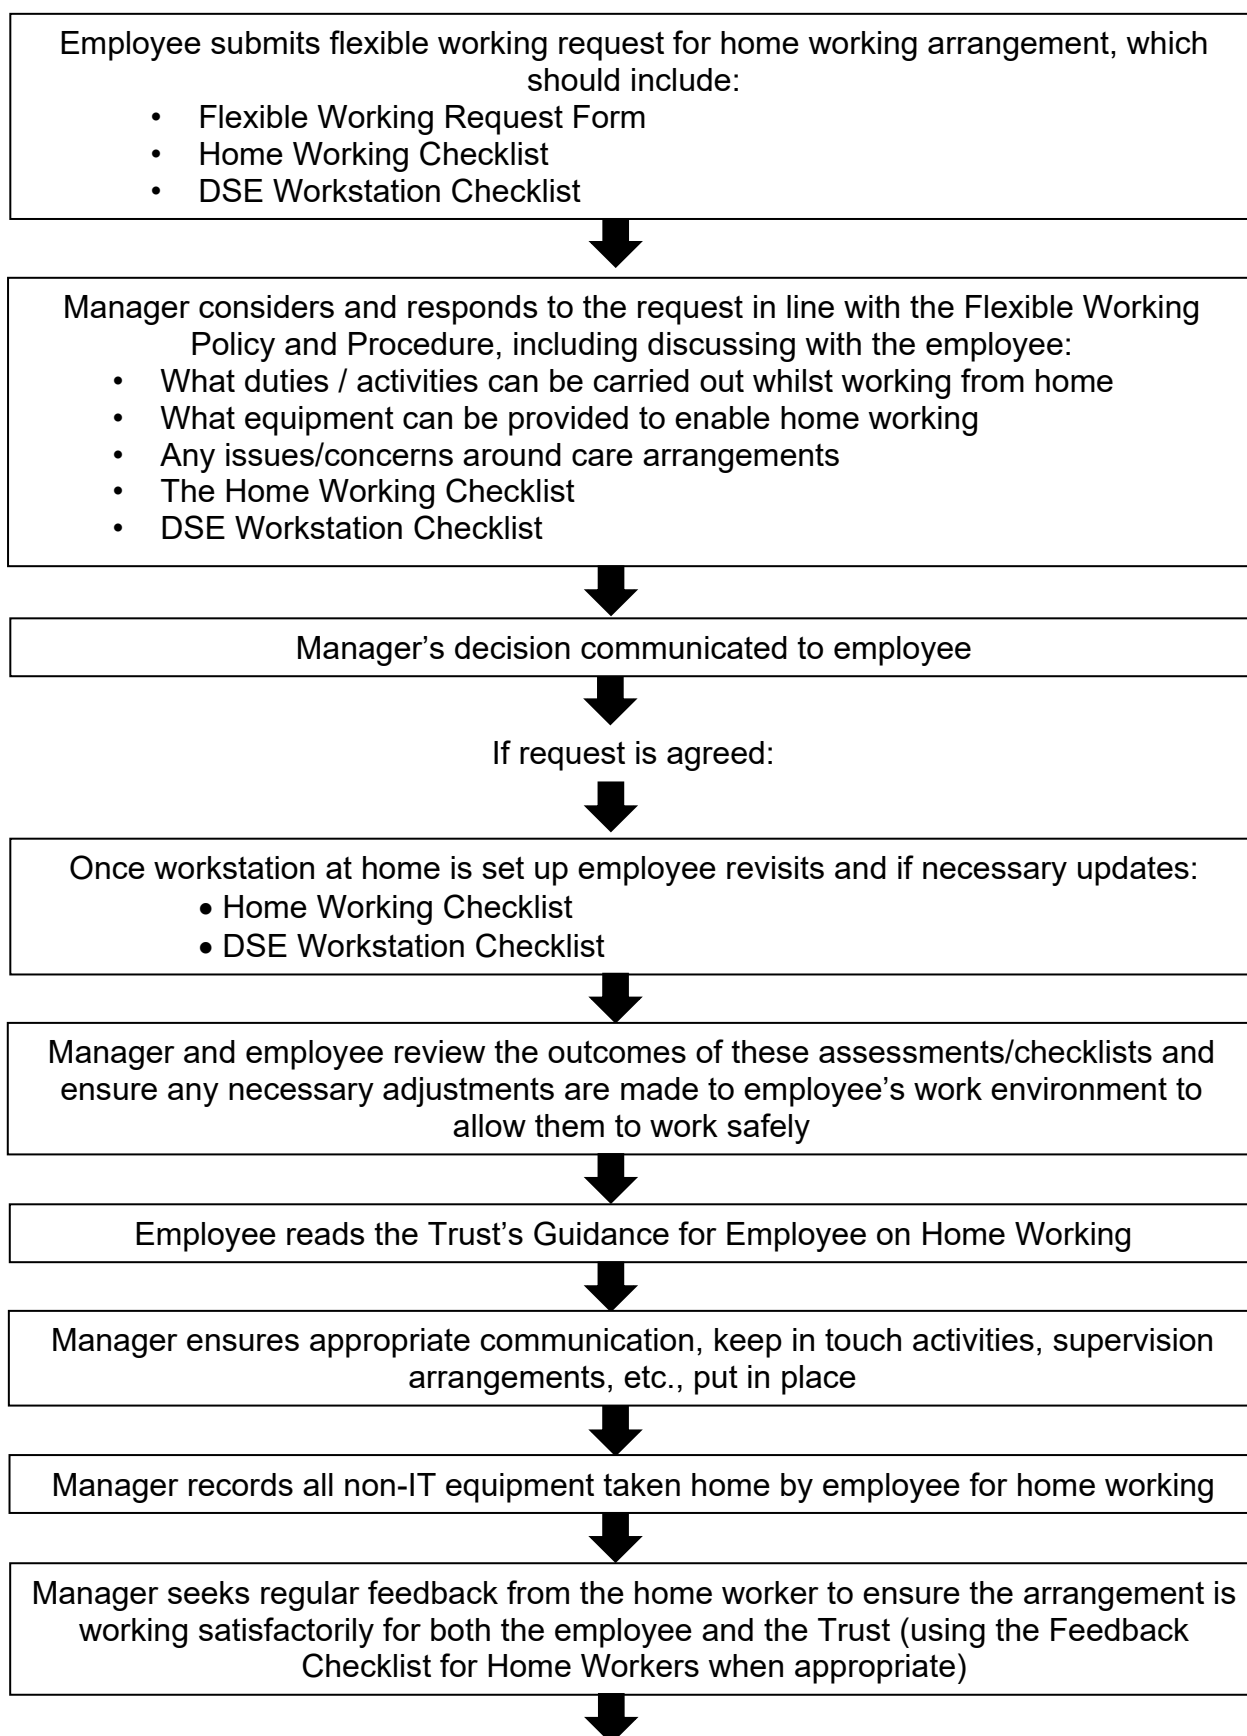 Employee submits flexible working request for home working arrangement, which
should include:
• Flexible Working Request Form
• Home Working Checklist
• DSE Workstation Checklist
Manager considers and responds to the request in line with the Flexible Working
Policy and Procedure, including discussing with the employee:
• What duties / activities can be carried out whilst working from home
• What equipment can be provided to enable home working
• Any issues/concerns around care arrangements
• The Home Working Checklist
• DSE Workstation Checklist
Manager’s decision communicated to employee
If request is agreed:
Once workstation at home is set up employee revisits and if necessary updates:
• Home Working Checklist
• DSE Workstation Checklist
Manager and employee review the outcomes of these assessments/checklists and
ensure any necessary adjustments are made to employee’s work environment to
allow them to work safely
Employee reads the Trust’s Guidance for Employee on Home Working
Manager ensures appropriate communication, keep in touch activities, supervision
arrangements, etc., put in place
Manager records all non-IT equipment taken home by employee for home working
Manager seeks regular feedback from the home worker to ensure the arrangement is
working satisfactorily for both the employee and the Trust (using the Feedback
Checklist for Home Workers when appropriate)